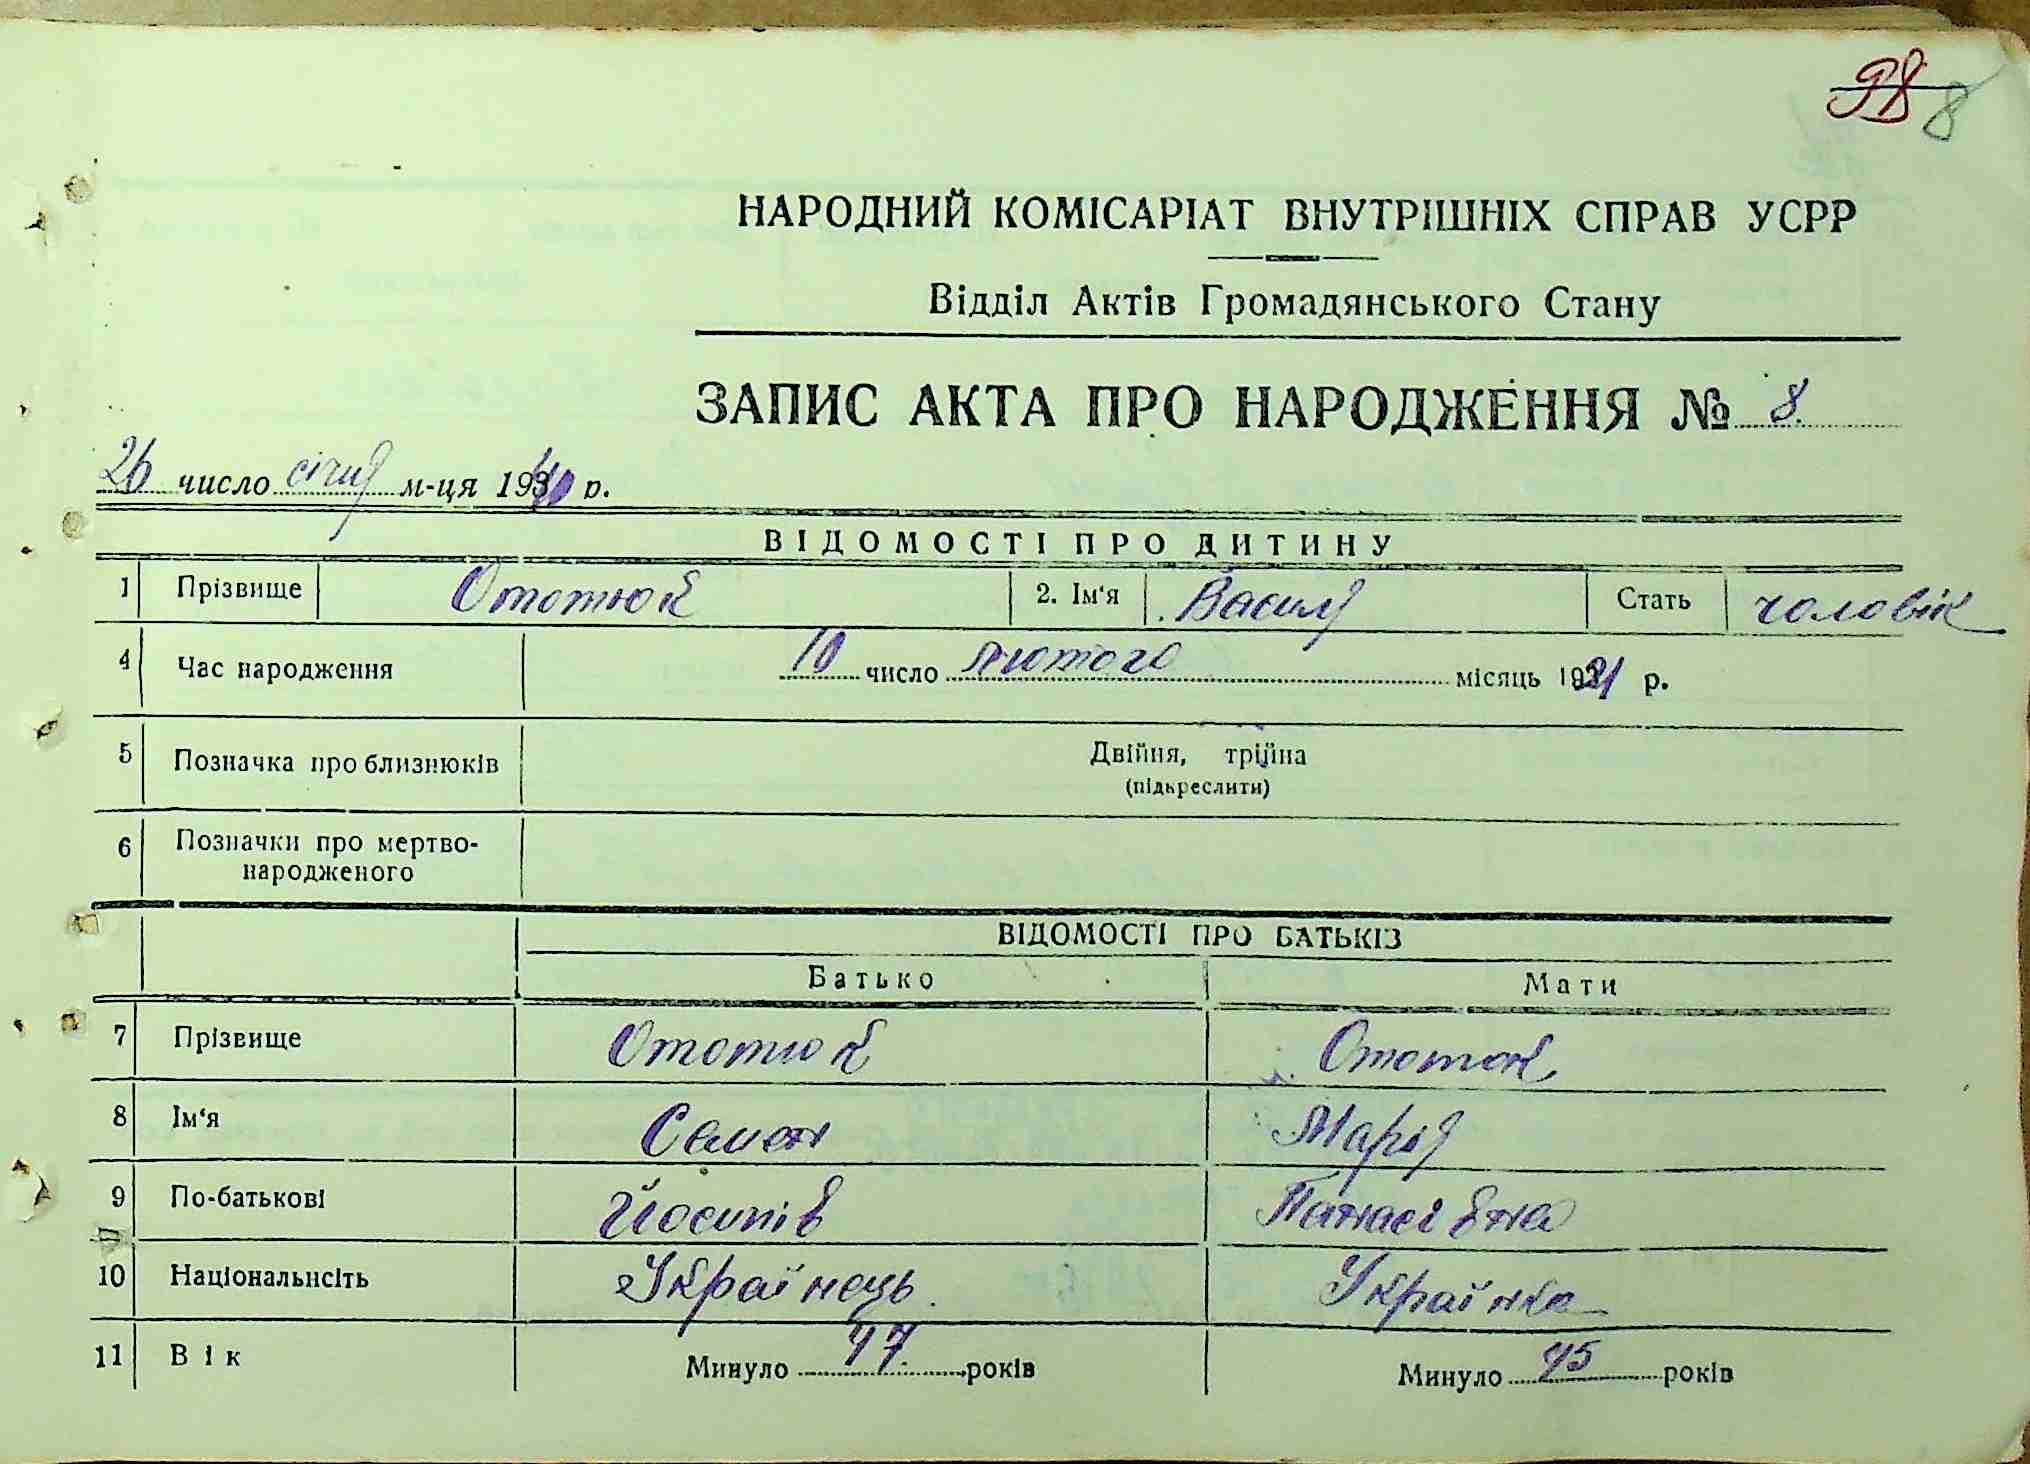 98 8
НАРОДНИЙ КОМІСАРІАТ ВНУТРІШНІХ СПРАВ УСРР
Відділ Актів Громадянського Стану
ЗАПИС АКТА ПРО НАРОДЖЕННЯ № 8.
26 число січня м-ця 1940 р.
ВІДОМОСТІ ПРО ДИТИНУ
1 Прізвище Ототюк 2. Ім'я Василь Стать чоловік
4 Час народження 10 число лютого місяць 1921 р.
5 Позначка про близнюків Двійня, трійна
(підкреслити)
6 Позначки про мертво-
народженого
ВІДОМОСТІ ПРО БАТЬКІВ
Батько Мати
7 Прізвище Ототюк Ототюк
8 Ім'я Семен Марія
9 По-батькові Йосипів Панасівна
10 Національність Українець Українка
11 Вік Минуло 47 років Минуло 45 років